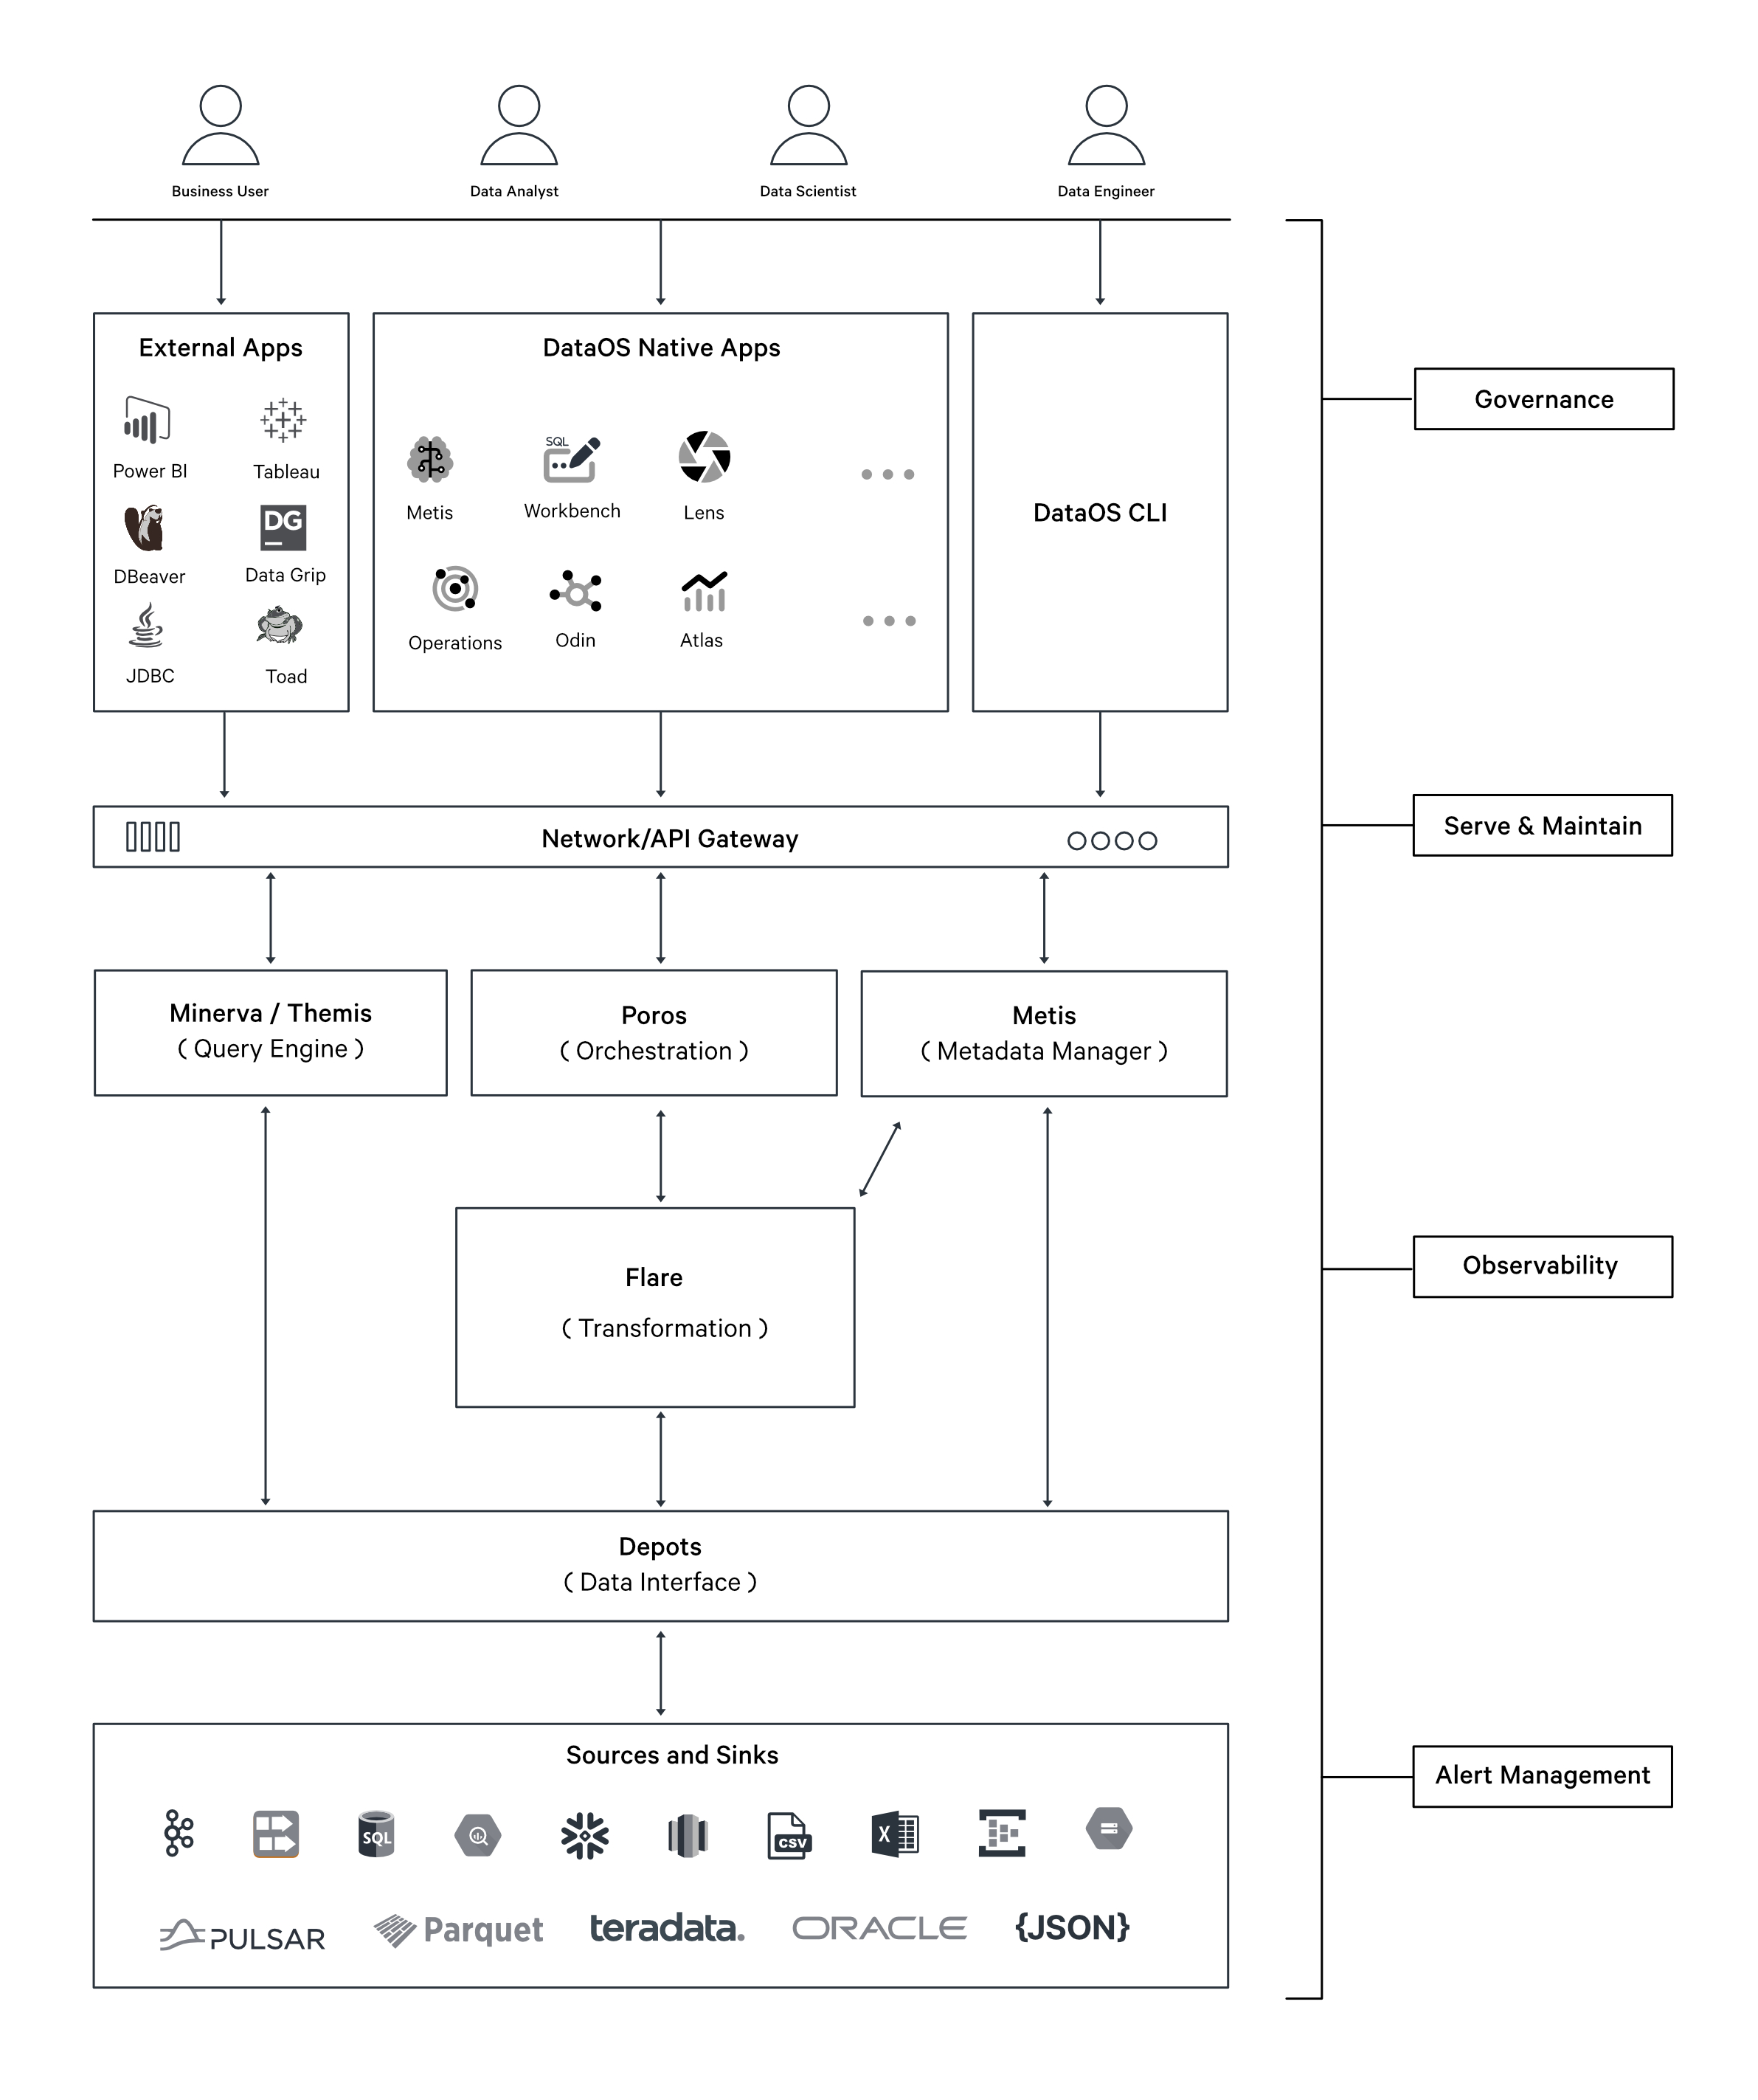 Business User
Data Analyst
Data Scientist
Data Engineer
External Apps
Power BI
Tableau
DBeaver
DG
Data Grip
JDBC
Toad
DataOS Native Apps
Metis
SQL
Workbench
Lens
Operations
Odin
Atlas
DataOS CLI
Governance
Network/API Gateway
Serve & Maintain
Minerva / Themis
( Query Engine )
Poros
( Orchestration )
Metis
( Metadata Manager )
Flare
( Transformation )
Observability
Depots
( Data Interface )
Sources and Sinks
SQL
CSV
X
PULSAR
Parquet
teradata.
ORACLE
{JSON}
Alert Management